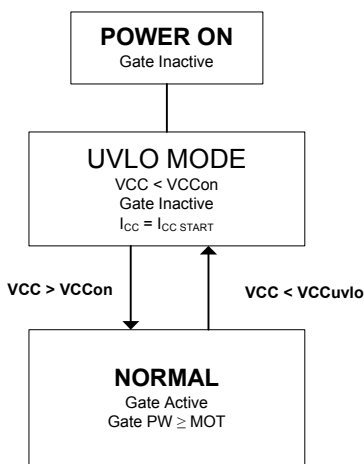 POWER ON
Gate Inactive
UVLO MODE
VCC < VCCon
Gate Inactive
ICC = ICC START
VCC > VCCon
VCC < VCCuvlo
NORMAL
Gate Active
Gate PW ≥ MOT